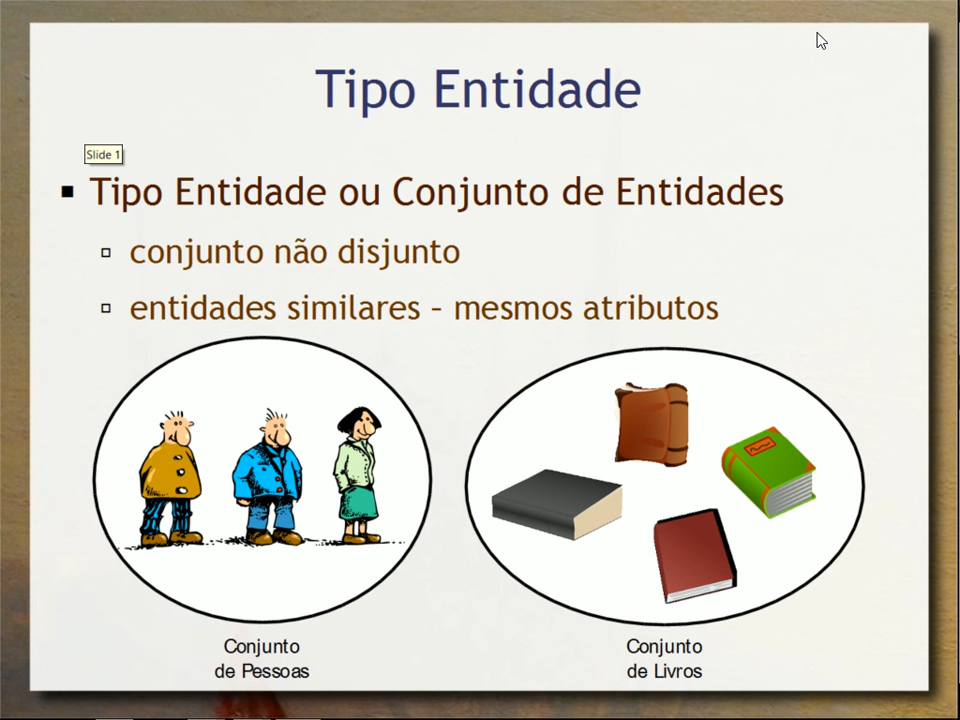 Tipo Entidade
Slide 1
Tipo Entidade ou Conjunto de Entidades
conjunto não disjunto
entidades similares – mesmos atributos
Conjunto
de Pessoas
Conjunto
de Livros